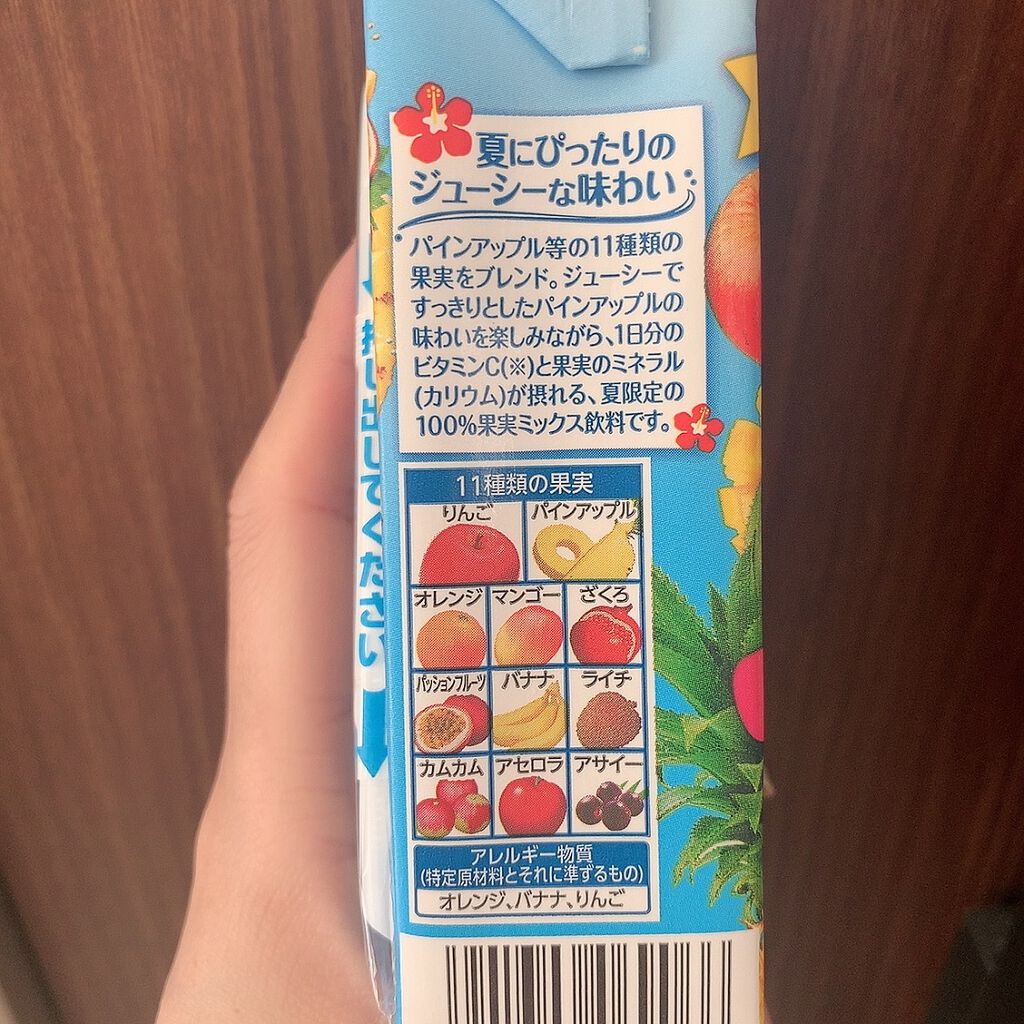 夏にぴったりの
ジューシーな味わい
パインアップル等の11種類の
果実をブレンド。ジューシーで
すっきりとしたパインアップルの
味わいを楽しみながら、1日分の
ビタミンC(※)と果実のミネラル
(カリウム)が摂れる、夏限定の
100%果実ミックス飲料です。
押し出してください
11種類の果実
りんご パインアップル
オレンジ マンゴー ざくろ
パッションフルーツ バナナ ライチ
カムカム アセロラ アサイー
アレルギー物質
(特定原材料とそれに準ずるもの)
オレンジ、バナナ、りんご